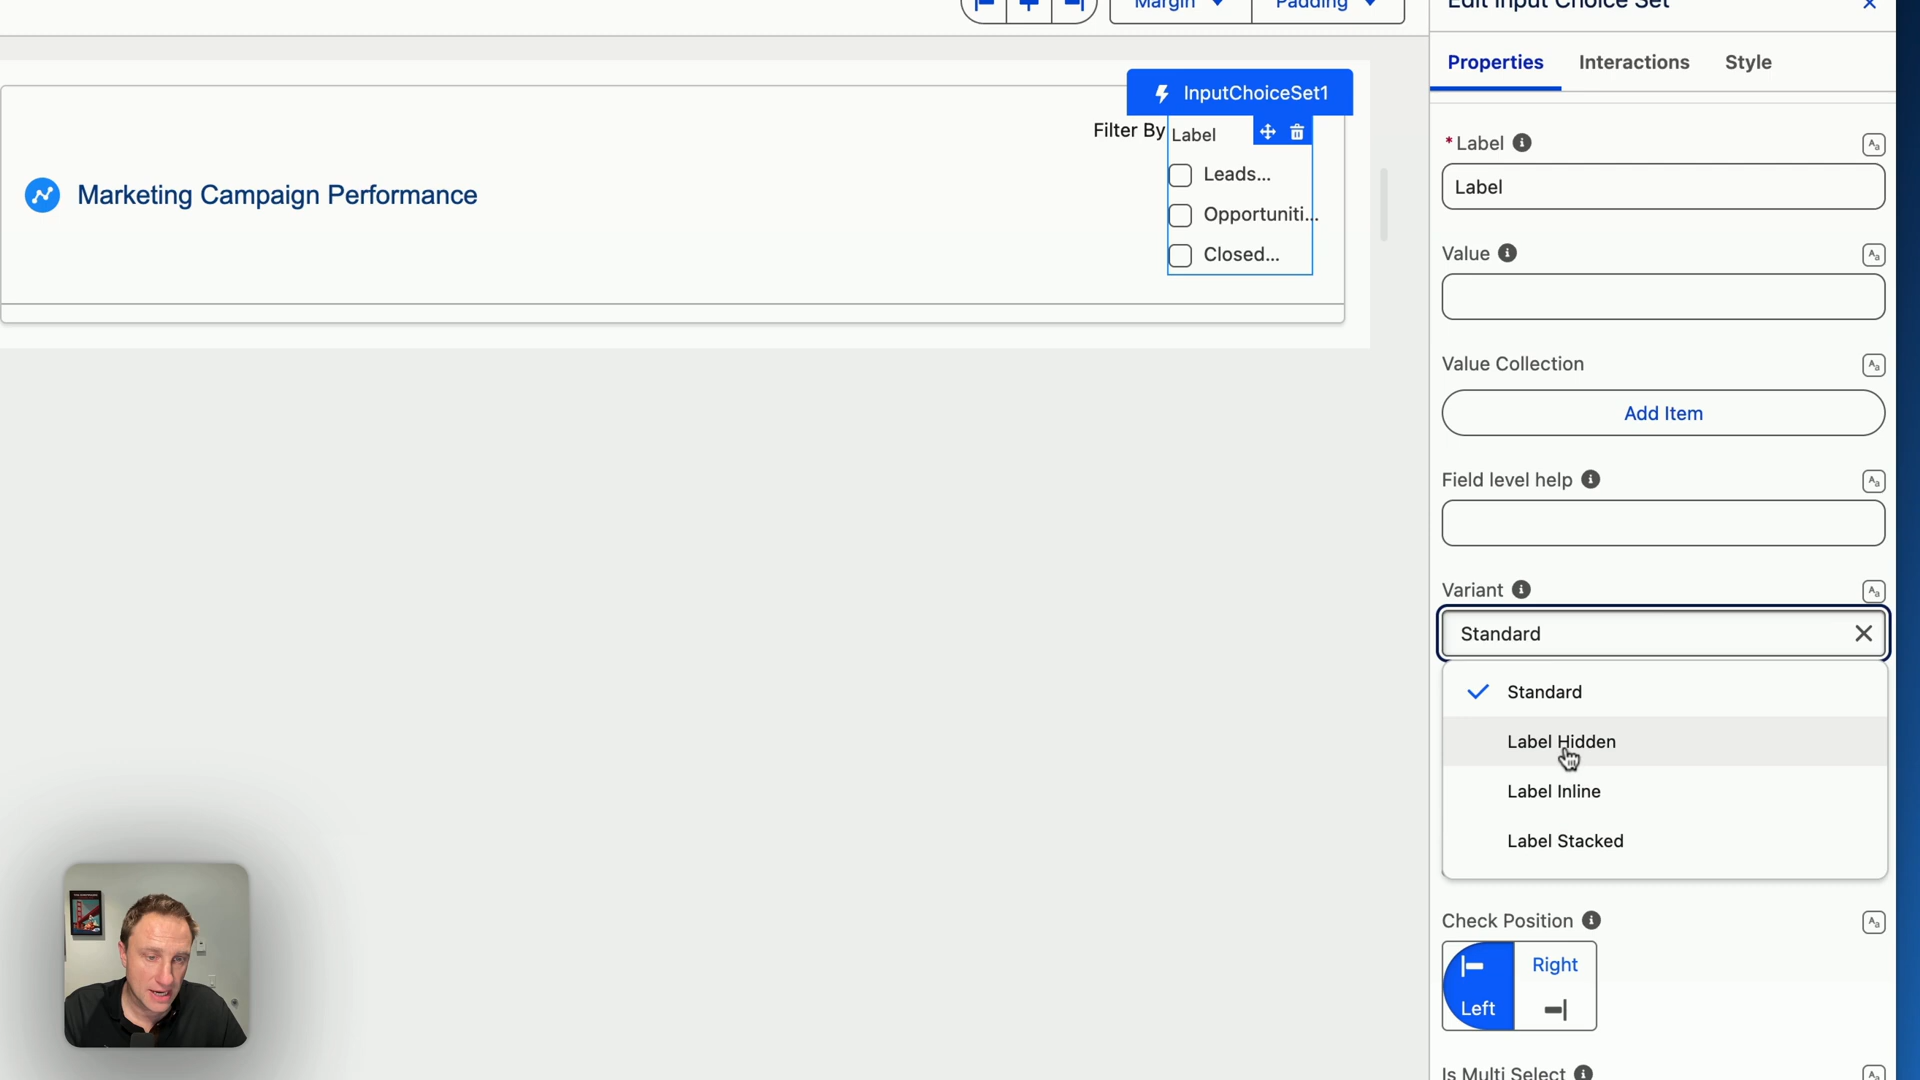 Margin
Padding
Edit Input Choice Set
Properties
Interactions
Style
InputChoiceSet1
Filter By
Label
Leads...
Opportuniti...
Closed...
Marketing Campaign Performance
* Label
Label
Value
Value Collection
Add Item
Field level help
Variant
Standard
Standard
Label Hidden
Label Inline
Label Stacked
Check Position
Left
Right
Is Multi Select